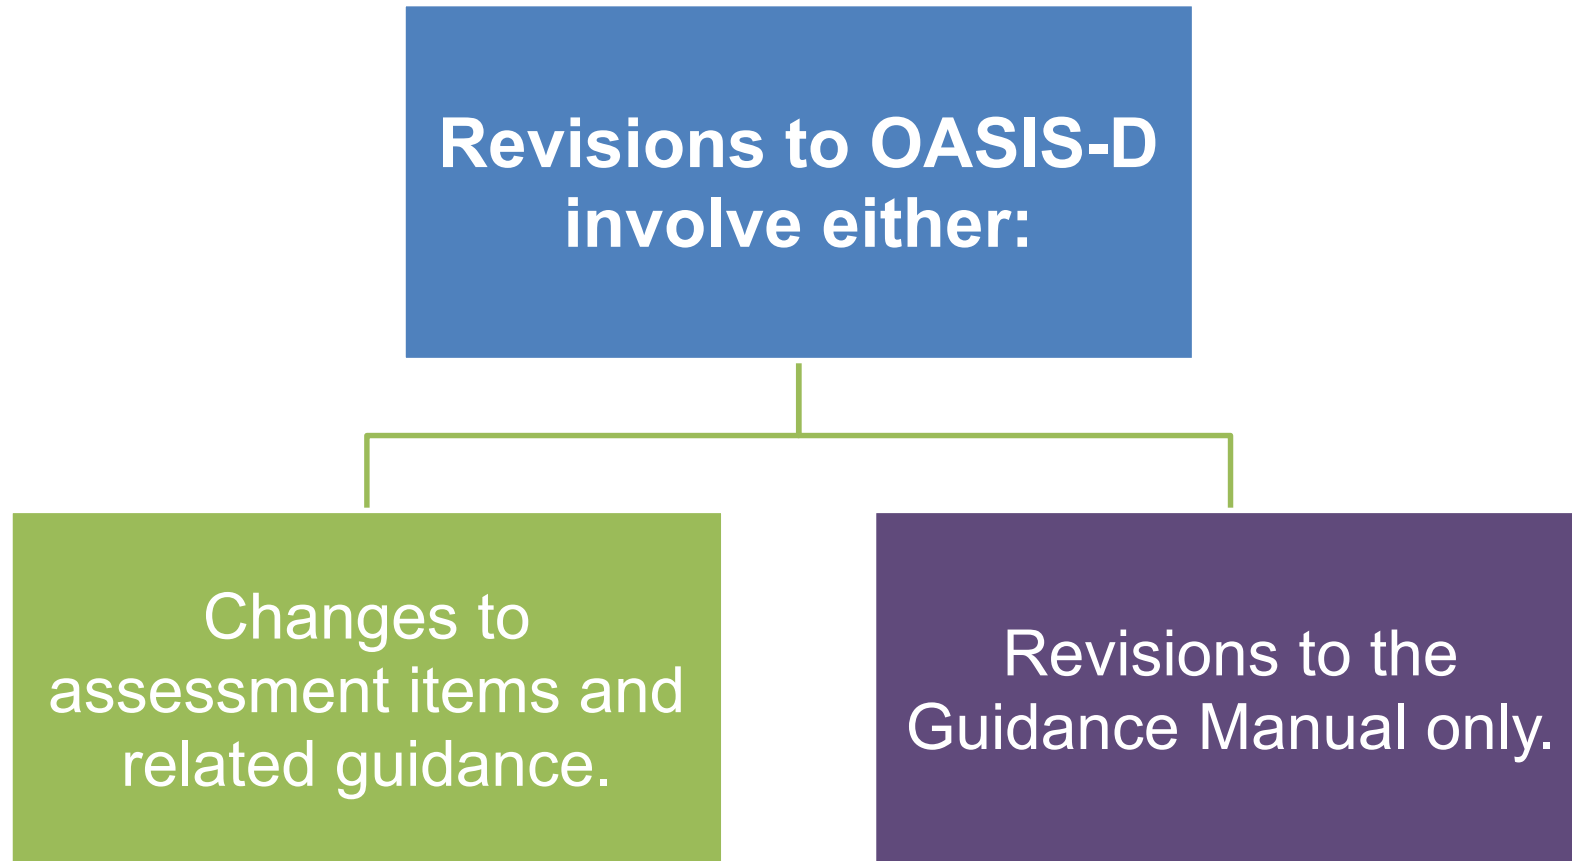 Revisions to OASIS-D
involve either:
Changes to
assessment items and
related guidance.
Revisions to the
Guidance Manual only.